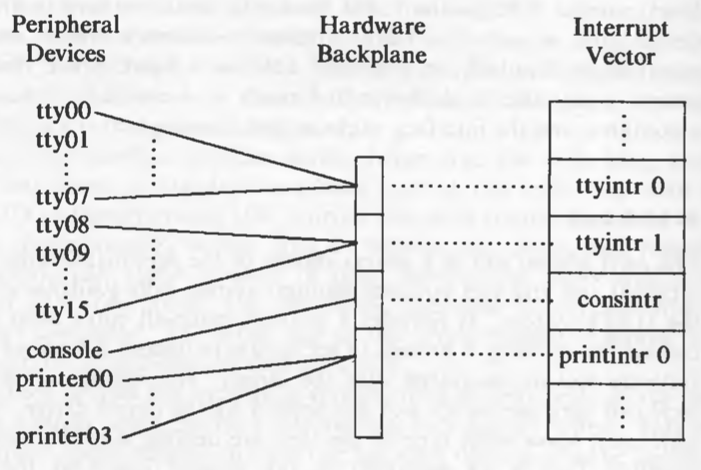 Peripheral Devices
Hardware Backplane
Interrupt Vector
tty00
tty01
tty07
ttyintr 0
tty08
ttyintr 1
tty09
tty15
consintr
console
printintr 0
printer00
printer03